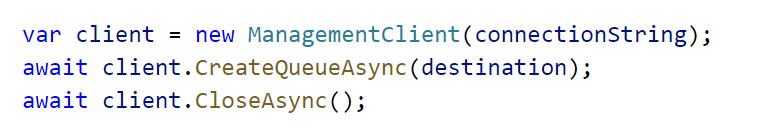 var client = new ManagementClient(connectionString);
await client.CreateQueueAsync(destination);
await client.CloseAsync();